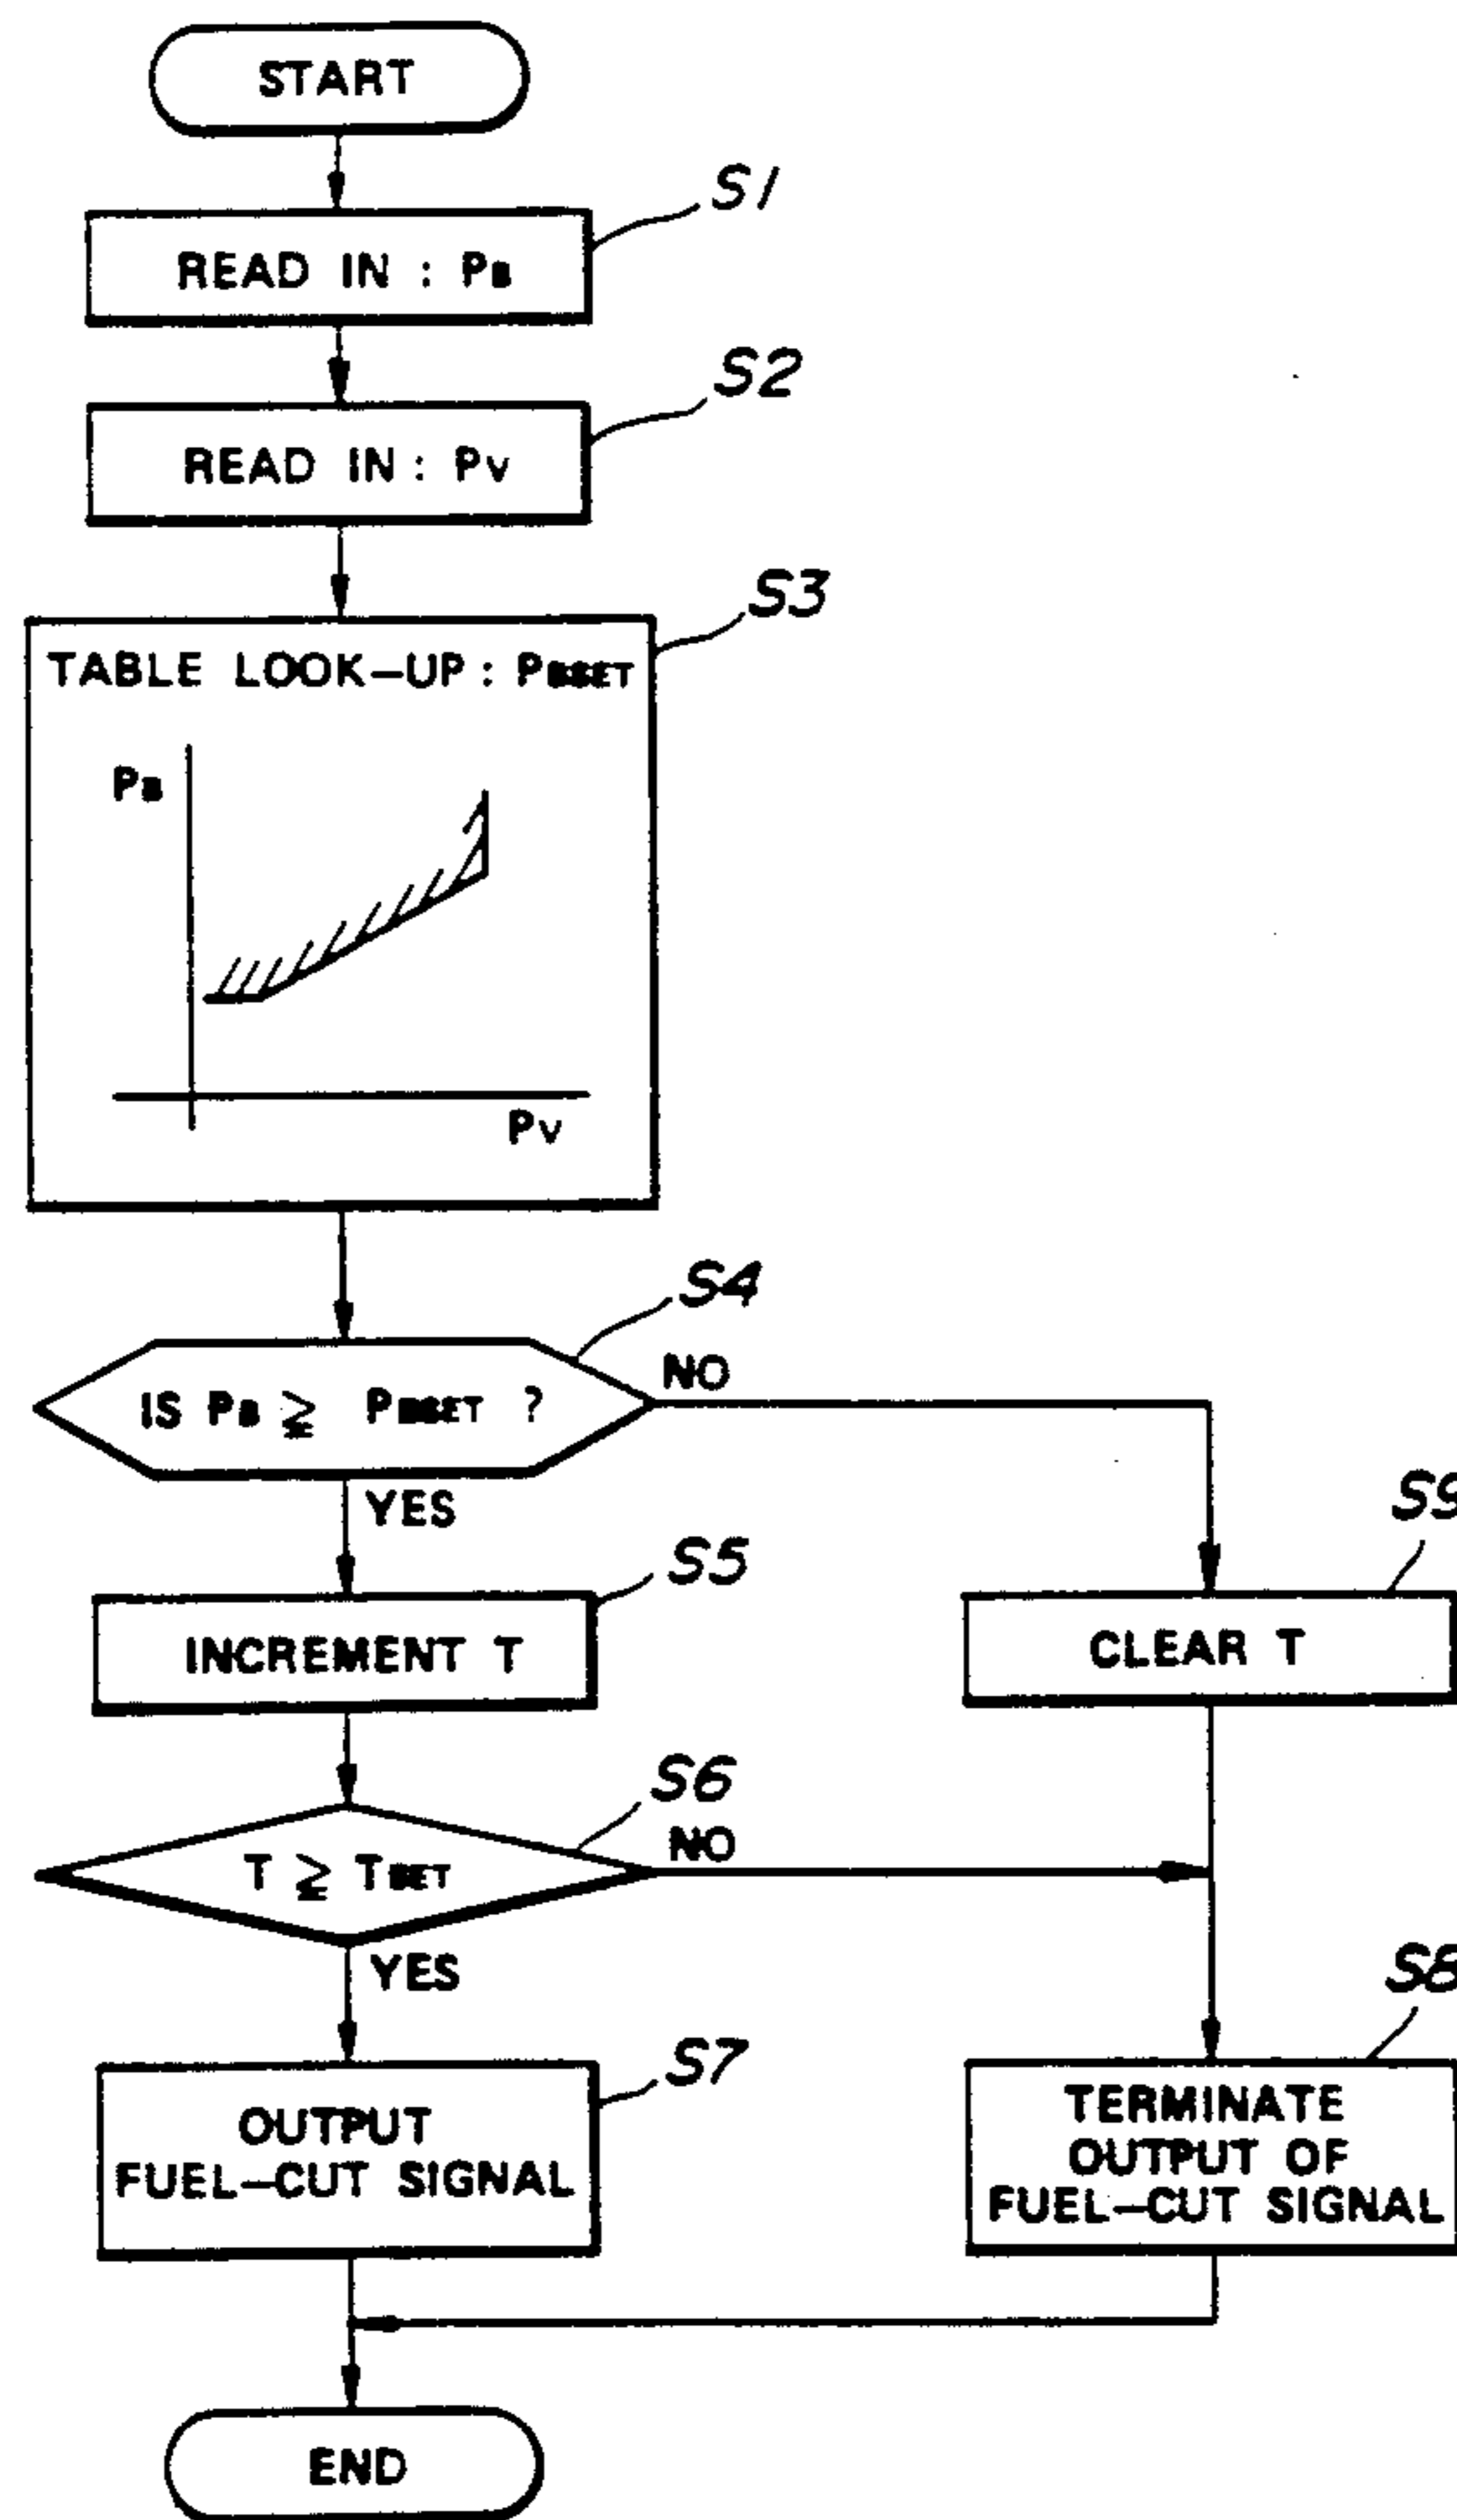 START
S1
READ IN : PB
S2
READ IN : PV
S3
TABLE LOOK-UP : PBSET
PB
PV
S4
IS PB ≧ PBSET ?
NO
YES
S5
INCREMENT T
S9
CLEAR T
S6
T ≧ TSET
NO
YES
S7
OUTPUT
FUEL-CUT SIGNAL
S8
TERMINATE
OUTPUT OF
FUEL-CUT SIGNAL
END